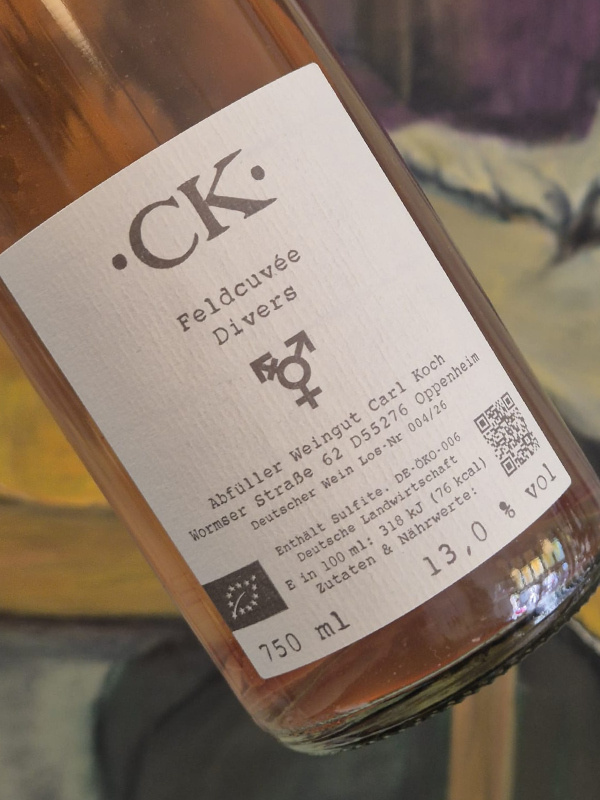 ·CK·
Feldcuvée
Divers
Abfüller Weingut Carl Koch
Wormser Straße 62 D55276 Oppenheim
Deutscher Wein Los-Nr 004/26
Enthält Sulfite. DE-ÖKO-006
Deutsche Landwirtschaft
E in 100 ml: 318 kJ (76 kcal)
Zutaten & Nährwerte:
750 ml
13,0 % vol